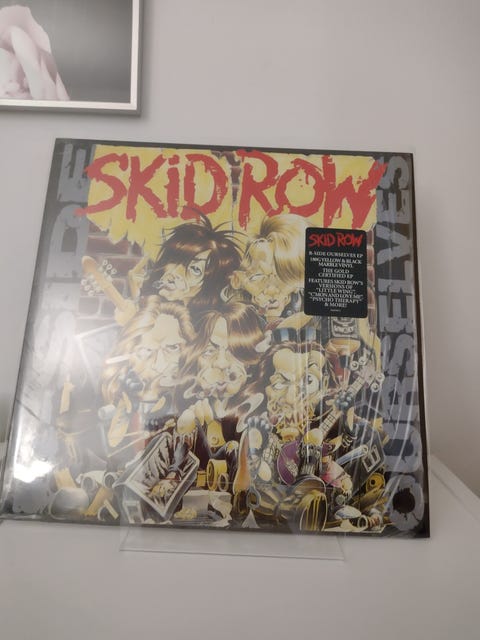 SKID ROW
SKID ROW
B-SIDE OURSELVES EP
180G YELLOW & BLACK
MARBLE VINYL
THE GOLD
CERTIFIED EP
FEATURES SKID ROW'S
VERSIONS OF
"LITTLE WING",
"C'MON AND LOVE ME",
"PSYCHO THERAPY"
& MORE!
OURSELVES